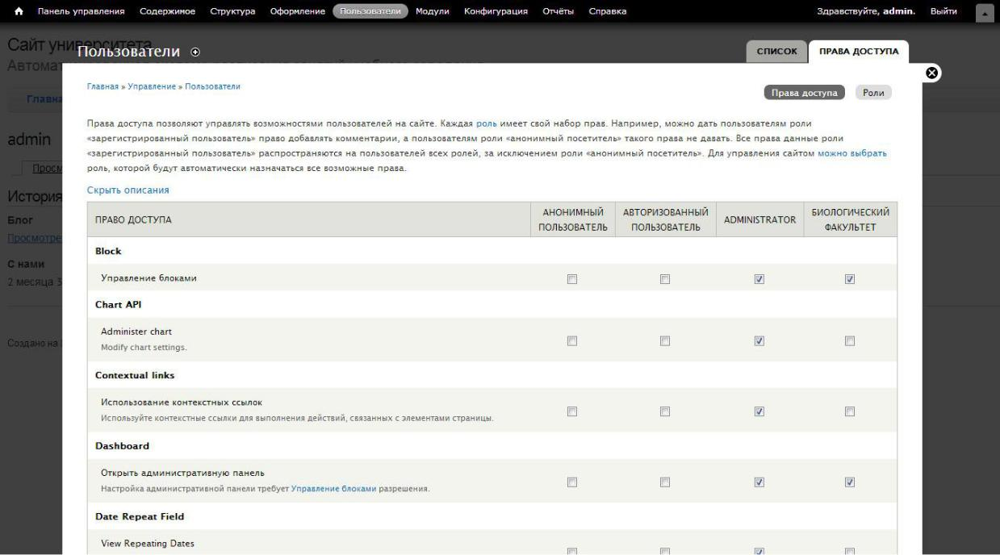 Панель управления Содержимое Структура Оформление Пользователи Модули Конфигурация Отчёты Справка Здравствуйте, admin. Выйти
Сайт университета
Пользователи
СПИСОК ПРАВА ДОСТУПА
Главная » Управление » Пользователи
Права доступа Роли
Права доступа позволяют управлять возможностями пользователей на сайте. Каждая роль имеет свой набор прав. Например, можно дать пользователям роли
«зарегистрированный пользователь» право добавлять комментарии, а пользователям роли «анонимный посетитель» такого права не давать. Все права данные роли
«зарегистрированный пользователь» распространяются на пользователей всех ролей, за исключением роли «анонимный посетитель». Для управления сайтом можно выбрать
роль, которой будут автоматически назначаться все возможные права.
admin
История
Блог
С нами
2 месяца 3
Создано на
Скрыть описания
ПРАВО ДОСТУПА
АНОНИМНЫЙ
ПОЛЬЗОВАТЕЛЬ
АВТОРИЗОВАННЫЙ
ПОЛЬЗОВАТЕЛЬ
ADMINISTRATOR
БИОЛОГИЧЕСКИЙ
ФАКУЛЬТЕТ
Block
Управление блоками
Chart API
Administer chart
Modify chart settings.
Contextual links
Использование контекстных ссылок
Используйте контекстные ссылки для выполнения действий, связанных с элементами страницы.
Dashboard
Открыть административную панель
Настройка административной панели требует Управление блоками разрешения.
Date Repeat Field
View Repeating Dates